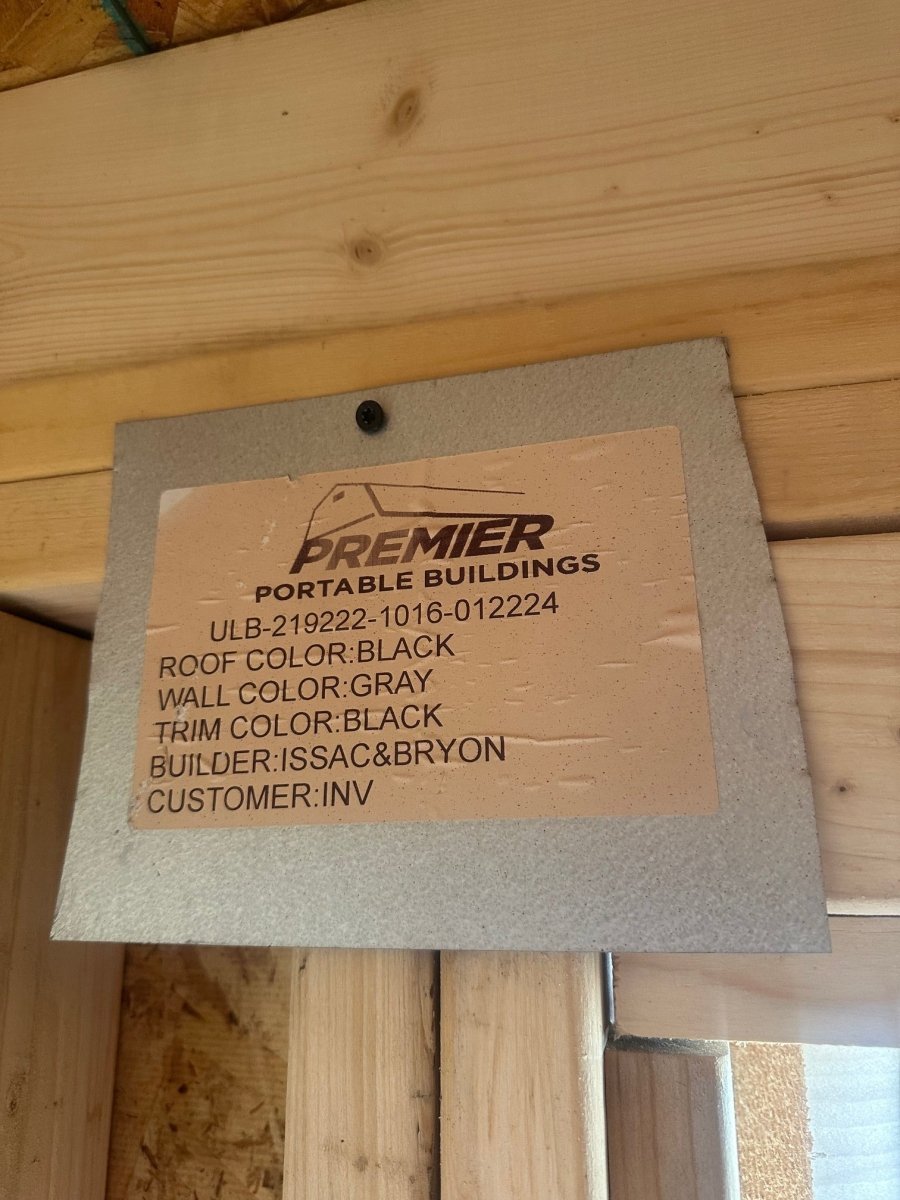 PREMIER
PORTABLE BUILDINGS
ULB-219222-1016-012224
ROOF COLOR:BLACK
WALL COLOR:GRAY
TRIM COLOR:BLACK
BUILDER:ISSAC&BRYON
CUSTOMER:INV